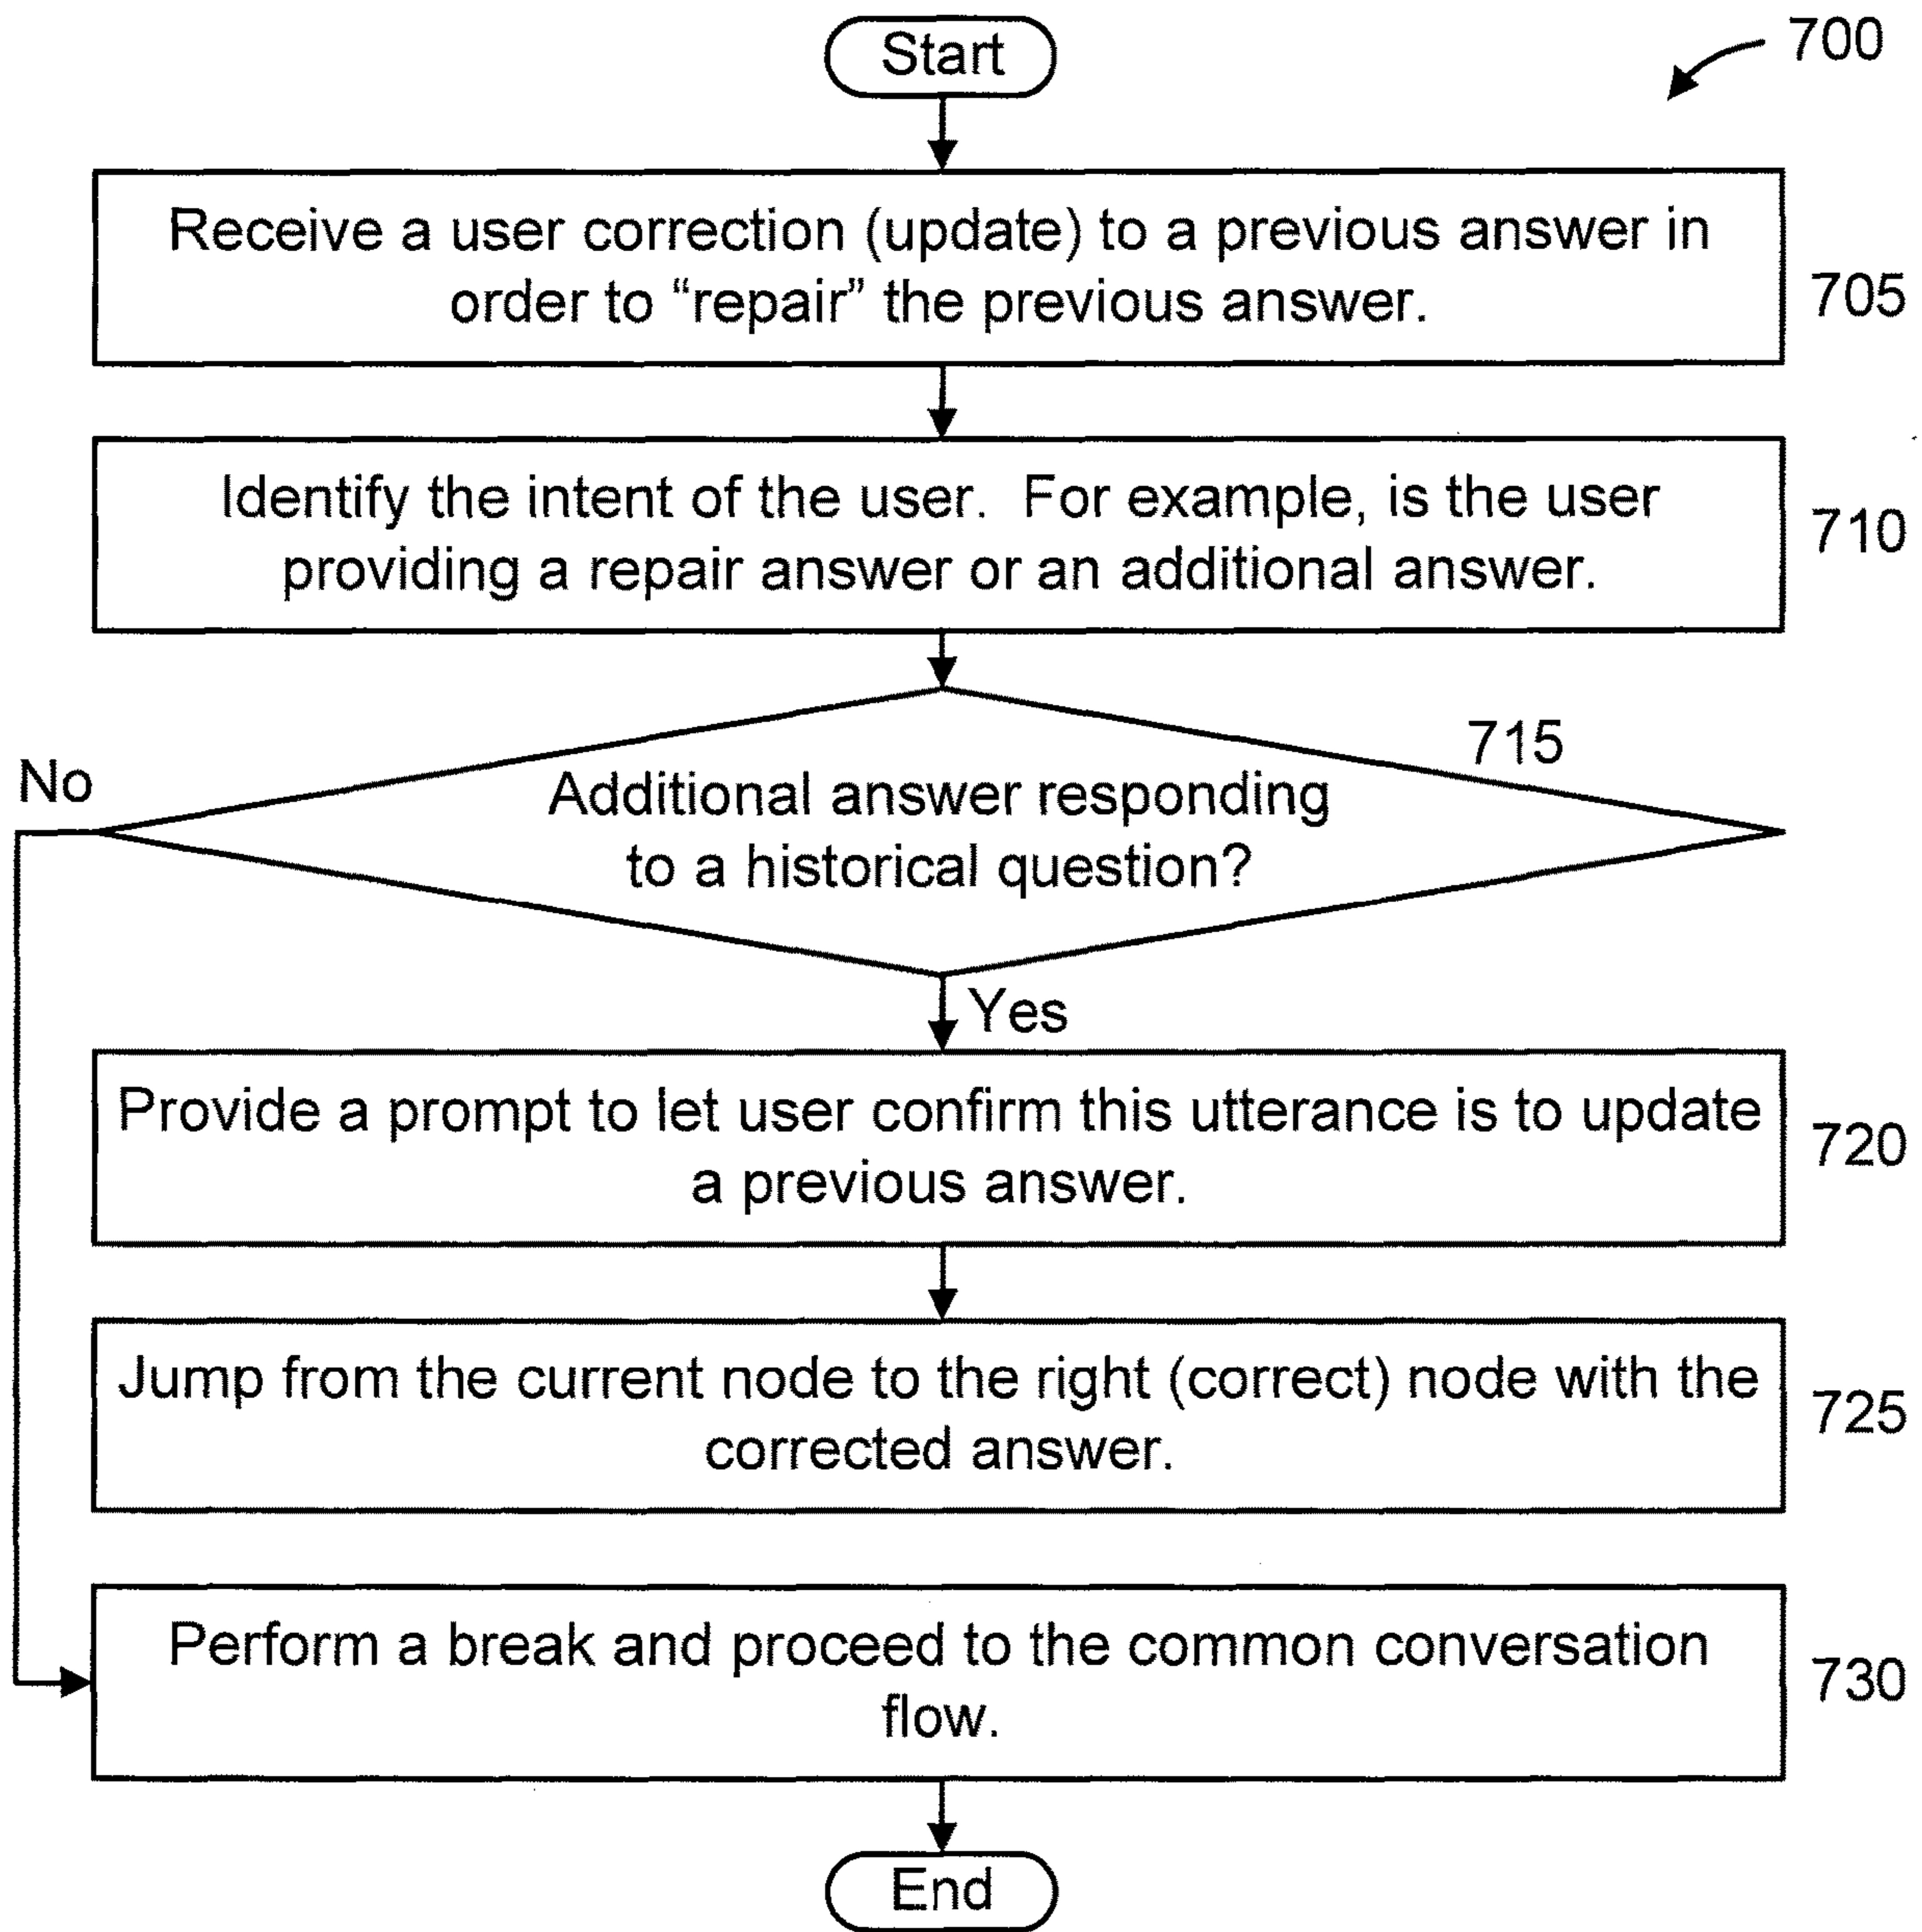 Start
700
Receive a user correction (update) to a previous answer in
order to “repair” the previous answer.
705
Identify the intent of the user.  For example, is the user
providing a repair answer or an additional answer.
710
715
No
Additional answer responding
to a historical question?
Yes
Provide a prompt to let user confirm this utterance is to update
a previous answer.
720
Jump from the current node to the right (correct) node with the
corrected answer.
725
Perform a break and proceed to the common conversation
flow.
730
End